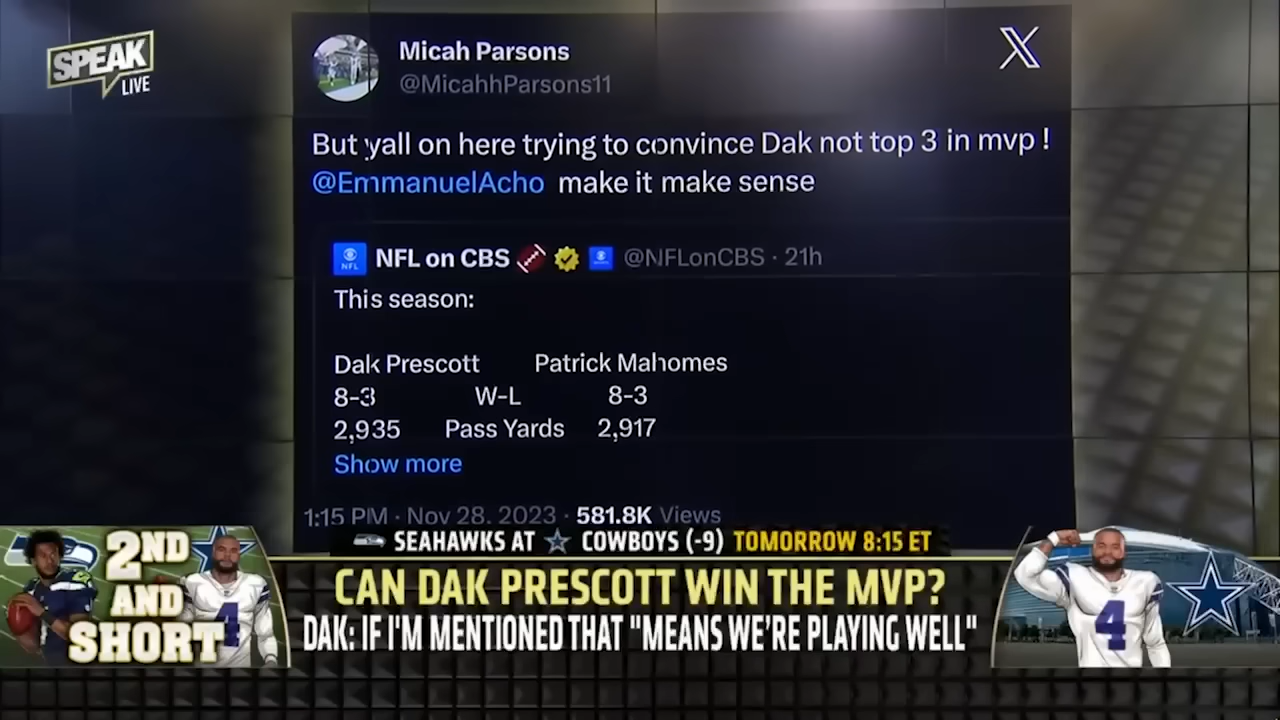 SPEAK
LIVE
Micah Parsons
@MicahhParsons11
But yall on here trying to convince Dak not top 3 in mvp !
@EmmanuelAcho make it make sense
NFL
NFL on CBS @NFLonCBS · 21h
This season:
Dak Prescott Patrick Mahomes
8-3 W-L 8-3
2,935 Pass Yards 2,917
Show more
1:15 PM · Nov 28, 2023 · 581.8K Views
SEAHAWKS AT COWBOYS (-9) TOMORROW 8:15 ET
2ND
AND
SHORT
CAN DAK PRESCOTT WIN THE MVP?
DAK: IF I'M MENTIONED THAT "MEANS WE'RE PLAYING WELL"
4
4